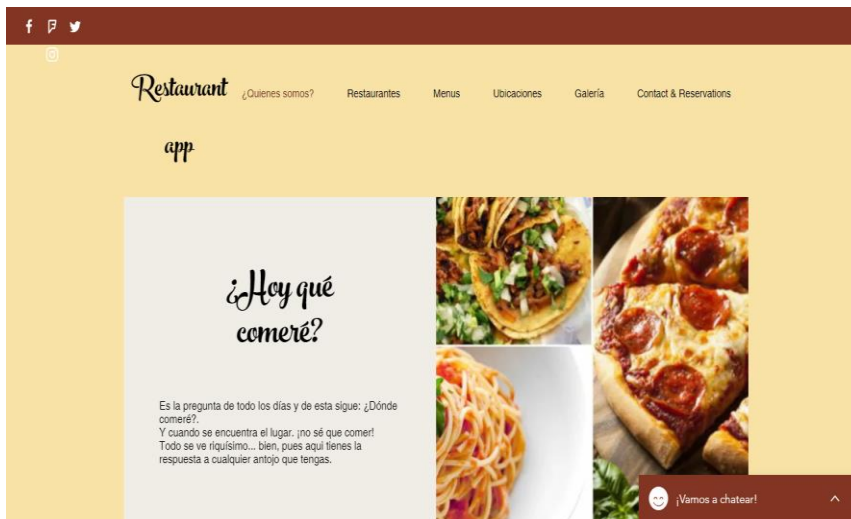 Restaurant
app
¿Quienes somos?
Restaurantes
Menus
Ubicaciones
Galería
Contact & Reservations
¿Hoy qué
comeré?
Es la pregunta de todo los días y de esta sigue: ¿Dónde
comeré?.
Y cuando se encuentra el lugar. ¡no sé que comer!
Todo se ve riquísimo... bien, pues aqui tienes la
respuesta a cualquier antojo que tengas.
¡Vamos a chatear!